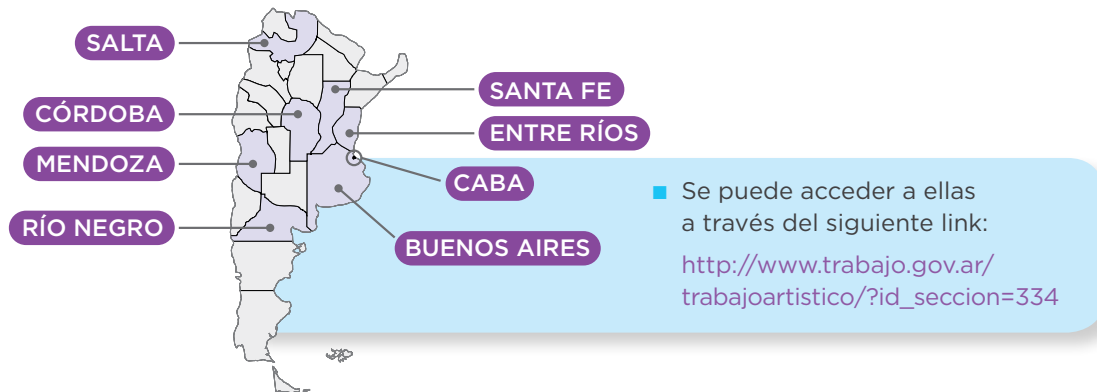 SALTA
CÓRDOBA
MENDOZA
RÍO NEGRO
SANTA FE
ENTRE RÍOS
CABA
BUENOS AIRES
Se puede acceder a ellas
a través del siguiente link:
http://www.trabajo.gov.ar/
trabajoartistico/?id_seccion=334